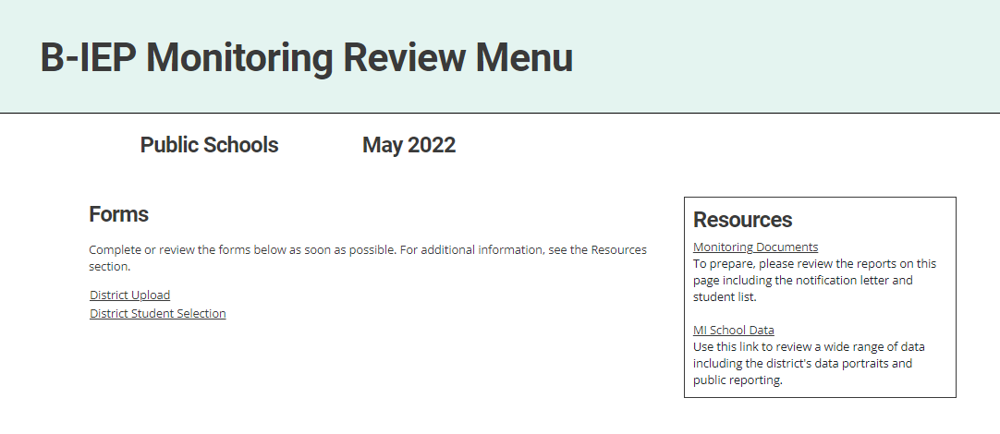 B-IEP Monitoring Review Menu
Public Schools May 2022
Forms
Complete or review the forms below as soon as possible. For additional information, see the Resources
section.
District Upload
District Student Selection
Resources
Monitoring Documents
To prepare, please review the reports on this
page including the notification letter and
student list.
MI School Data
Use this link to review a wide range of data
including the district's data portraits and
public reporting.